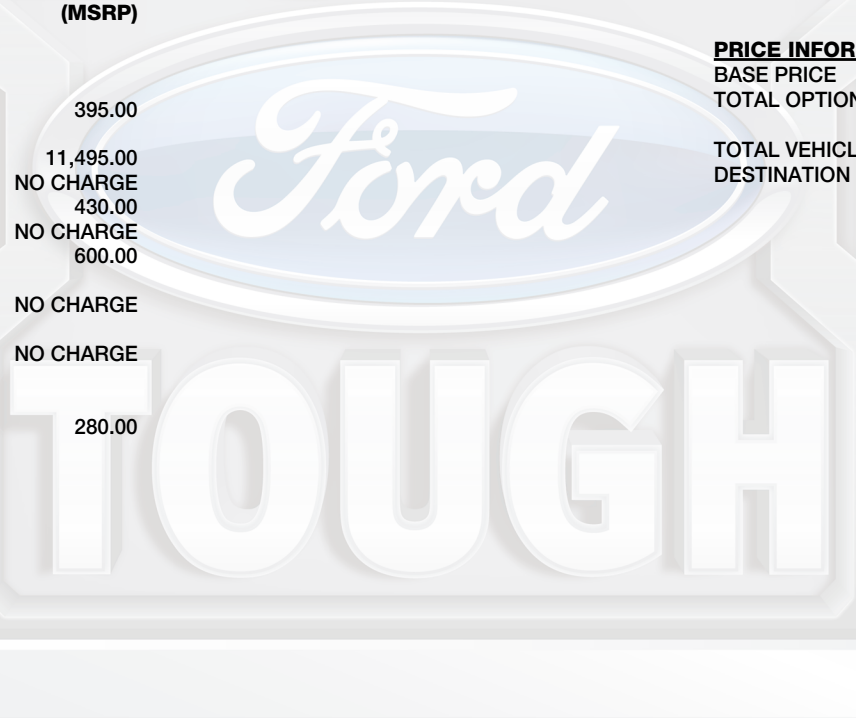 (MSRP)
395.00
11,495.00
NO CHARGE
430.00
NO CHARGE
600.00
NO CHARGE
NO CHARGE
280.00
PRICE INFOR
BASE PRICE
TOTAL OPTION
TOTAL VEHICL
DESTINATION
Ford
TOUGH